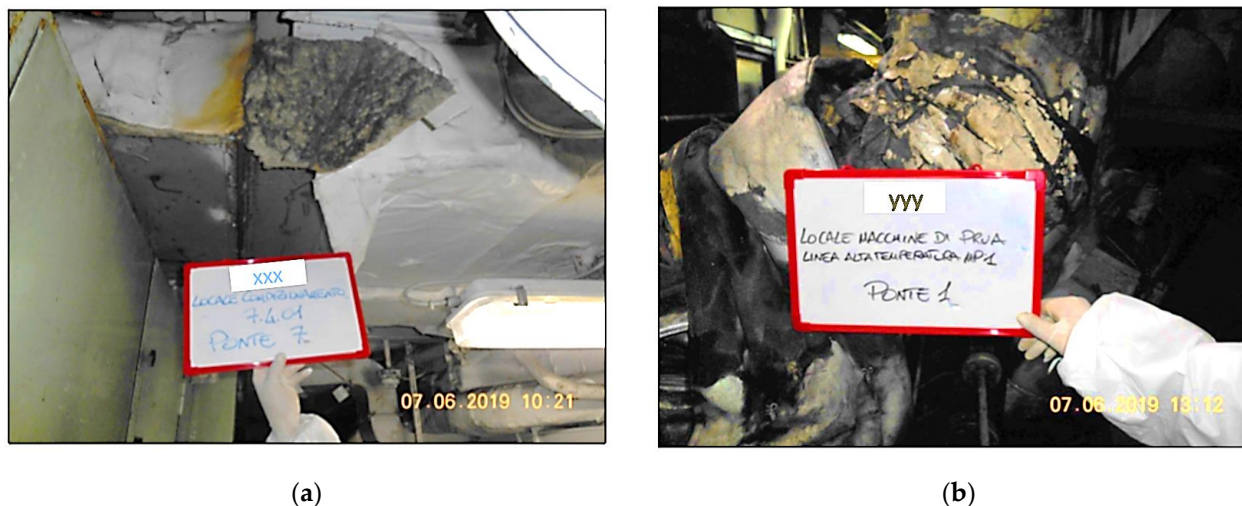 XXX
LOCALE CONDIZIONAMENTO
7.4.01
PONTE 7
07.06.2019 10:21
yyy
LOCALE MACCHINE DI PRUA
LINEA ALTA TEMPERATURA MP1
PONTE 1
07.06.2019 13:12
(a)
(b)